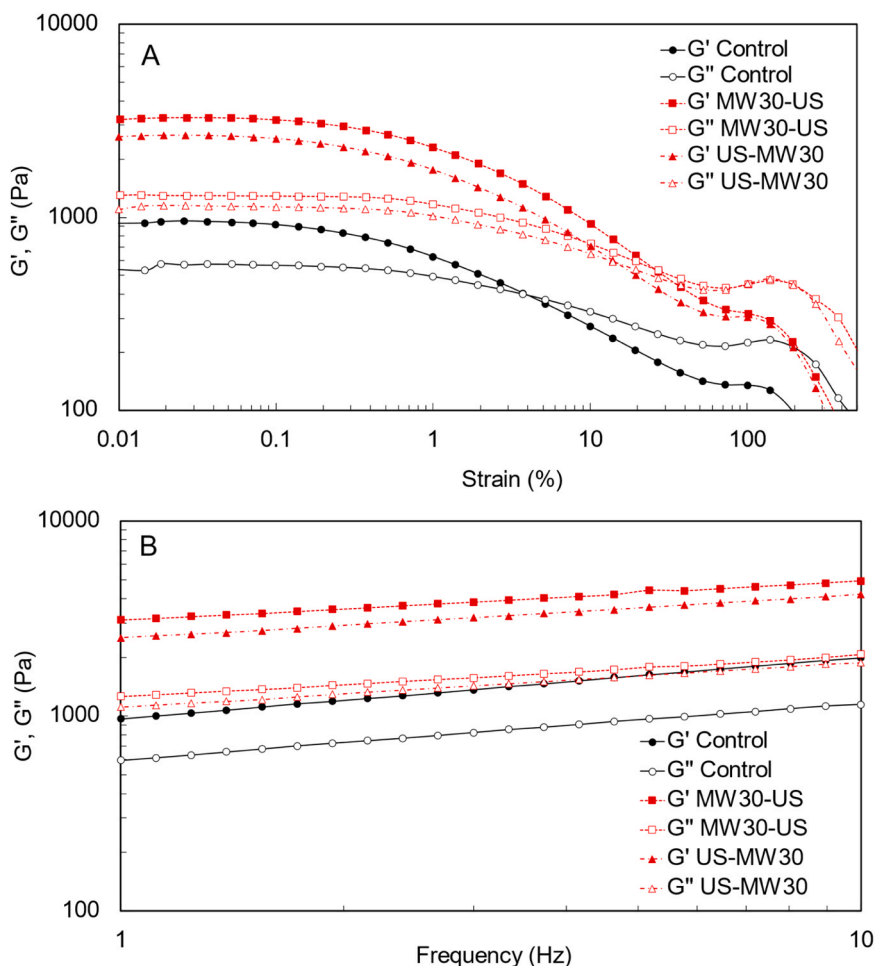 10000
A
G' Control
G" Control
G' MW30-US
G" MW30-US
G' US-MW30
G" US-MW30
1000
G', G" (Pa)
100
0.01 0.1 1 10 100
Strain (%)
10000
B
1000
G', G" (Pa)
G' Control
G" Control
G' MW30-US
G" MW30-US
G' US-MW30
G" US-MW30
100
1 10
Frequency (Hz)